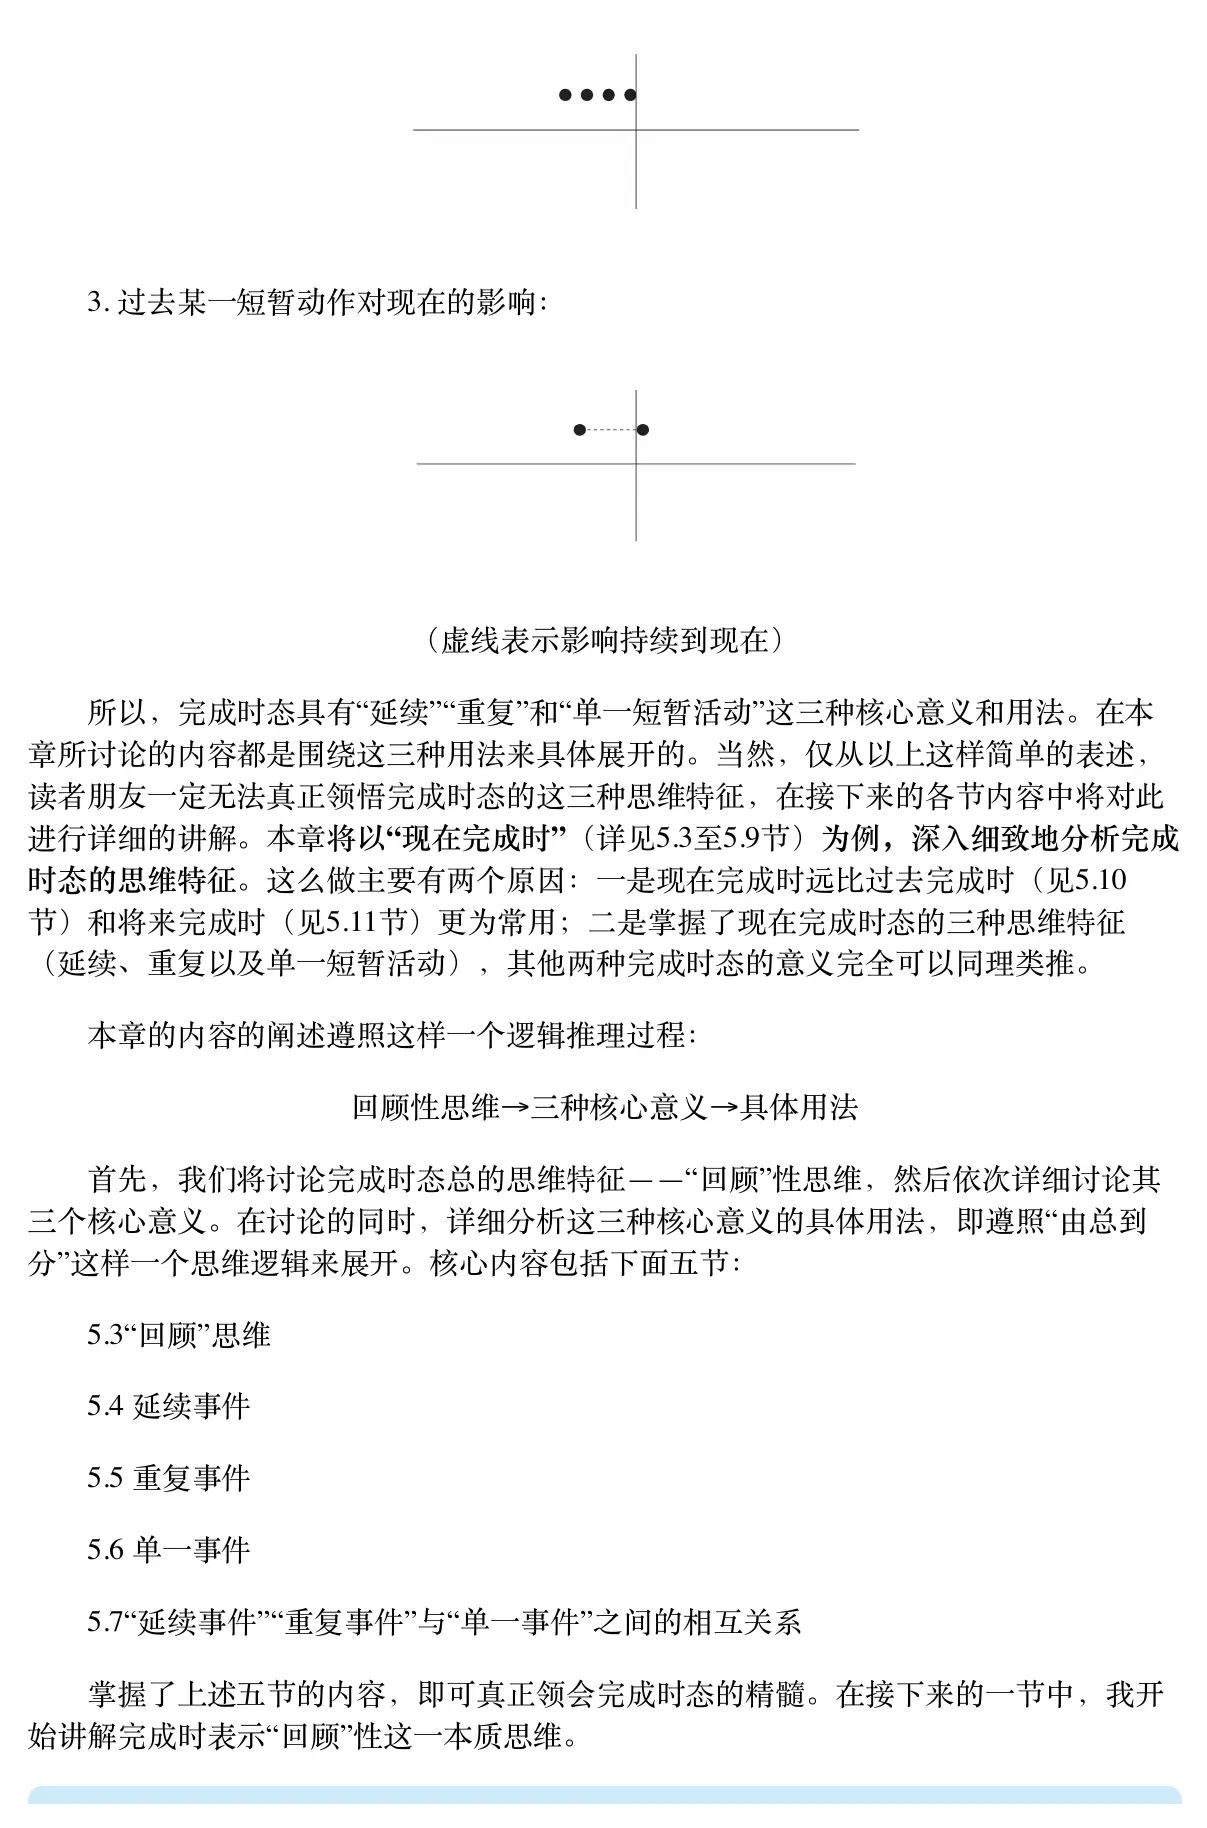 3. 过去某一短暂动作对现在的影响：
（虚线表示影响持续到现在）
所以，完成时态具有“延续”“重复”和“单一短暂活动”这三种核心意义和用法。在本
章所讨论的内容都是围绕这三种用法来具体展开的。当然，仅从以上这样简单的表述，
读者朋友一定无法真正领悟完成时态的这三种思维特征，在接下来的各节内容中将对此
进行详细的讲解。本章将以“现在完成时”（详见5.3至5.9节）为例，深入细致地分析完成
时态的思维特征。这么做主要有两个原因：一是现在完成时远比过去完成时（见5.10
节）和将来完成时（见5.11节）更为常用；二是掌握了现在完成时态的三种思维特征
（延续、重复以及单一短暂活动），其他两种完成时态的意义完全可以同理类推。
本章的内容的阐述遵照这样一个逻辑推理过程：
回顾性思维→三种核心意义→具体用法
首先，我们将讨论完成时态总的思维特征——“回顾”性思维，然后依次详细讨论其
三个核心意义。在讨论的同时，详细分析这三种核心意义的具体用法，即遵照“由总到
分”这样一个思维逻辑来展开。核心内容包括下面五节：
5.3“回顾”思维
5.4 延续事件
5.5 重复事件
5.6 单一事件
5.7“延续事件”“重复事件”与“单一事件”之间的相互关系
掌握了上述五节的内容，即可真正领会完成时态的精髓。在接下来的一节中，我开
始讲解完成时表示“回顾”性这一本质思维。